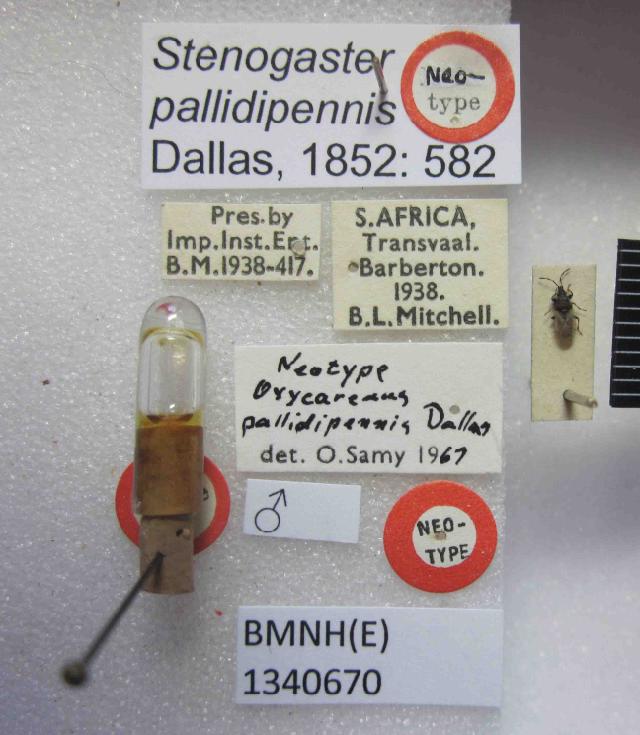 Stenogaster
pallidipennis
Dallas, 1852: 582
Neo-
type
Pres.by
Imp.Inst.Ent.
B.M.1938-417.
S.AFRICA,
Transvaal.
Barberton.
1938.
B.L.Mitchell.
Neotype
Oxycareaus
pallidipennis Dallas
det. O.Samy 1967
♂
NEO-
TYPE
BMNH(E)
1340670